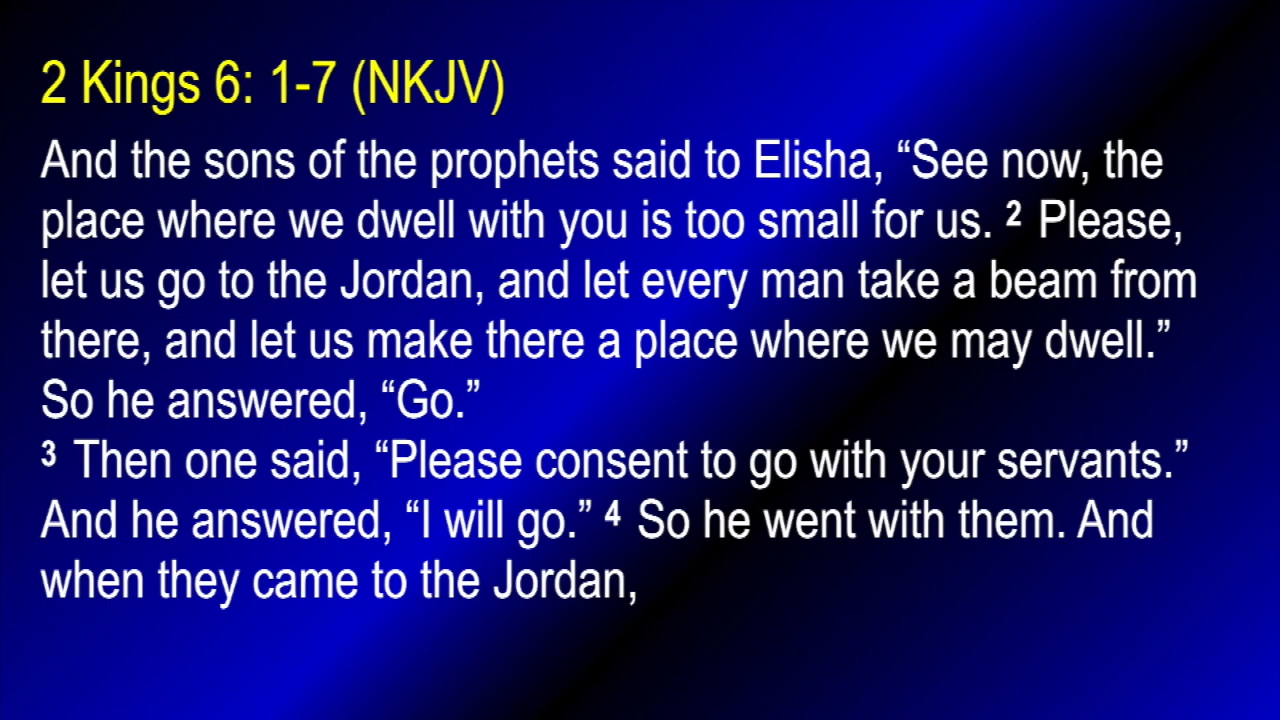 2 Kings 6: 1-7 (NKJV)
And the sons of the prophets said to Elisha, “See now, the
place where we dwell with you is too small for us. 2 Please,
let us go to the Jordan, and let every man take a beam from
there, and let us make there a place where we may dwell.”
So he answered, “Go.”
3 Then one said, “Please consent to go with your servants.”
And he answered, “I will go.” 4 So he went with them. And
when they came to the Jordan,